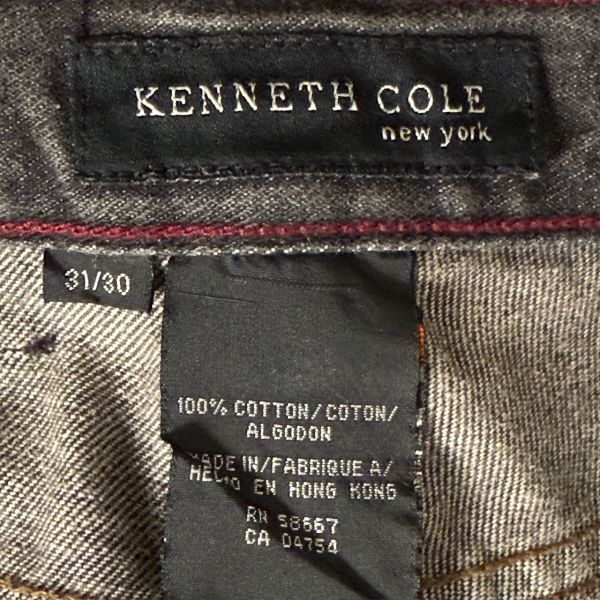 KENNETH COLE
new york
31/30
100% COTTON/COTON/
ALGODON
MADE IN/FABRIQUE A/
HECHO EN HONG KONG
RN 58667
CA 04754